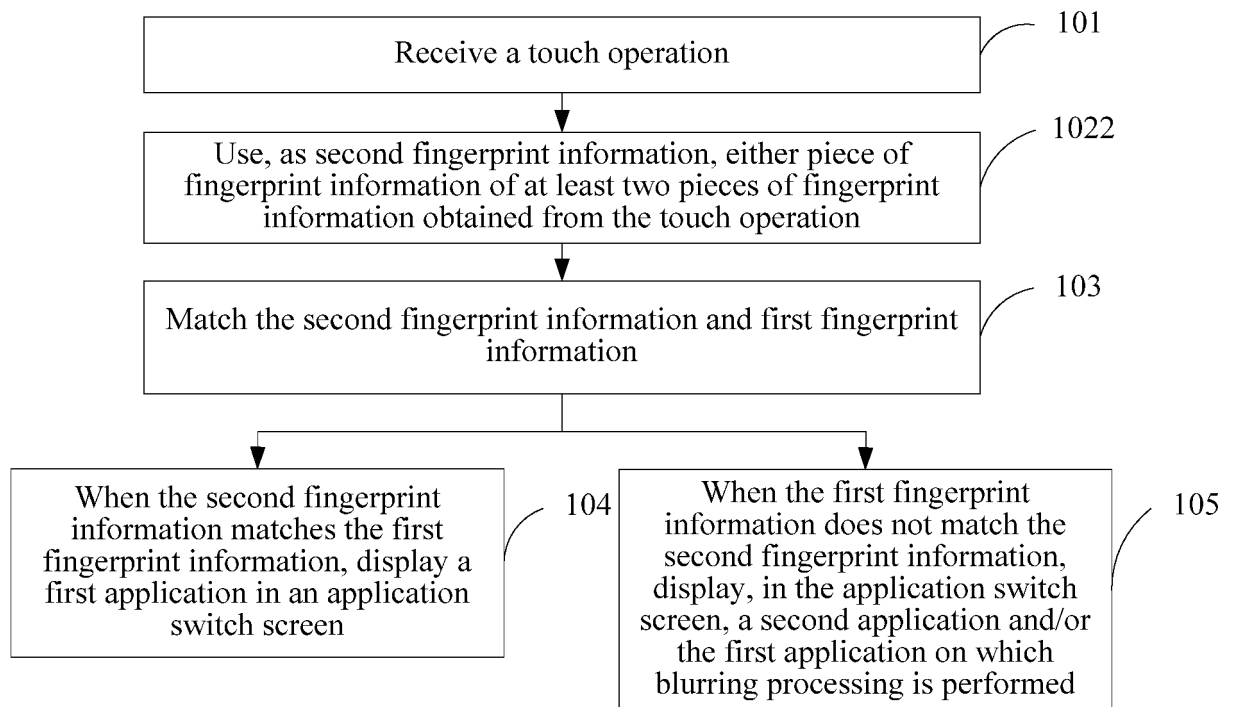 101
Receive a touch operation
1022
Use, as second fingerprint information, either piece of
fingerprint information of at least two pieces of fingerprint
information obtained from the touch operation
103
Match the second fingerprint information and first fingerprint
information
When the second fingerprint
information matches the first
fingerprint information, display a
first application in an application
switch screen
104
When the first fingerprint
information does not match the
second fingerprint information,
display, in the application switch
screen, a second application and/or
the first application on which
blurring processing is performed
105